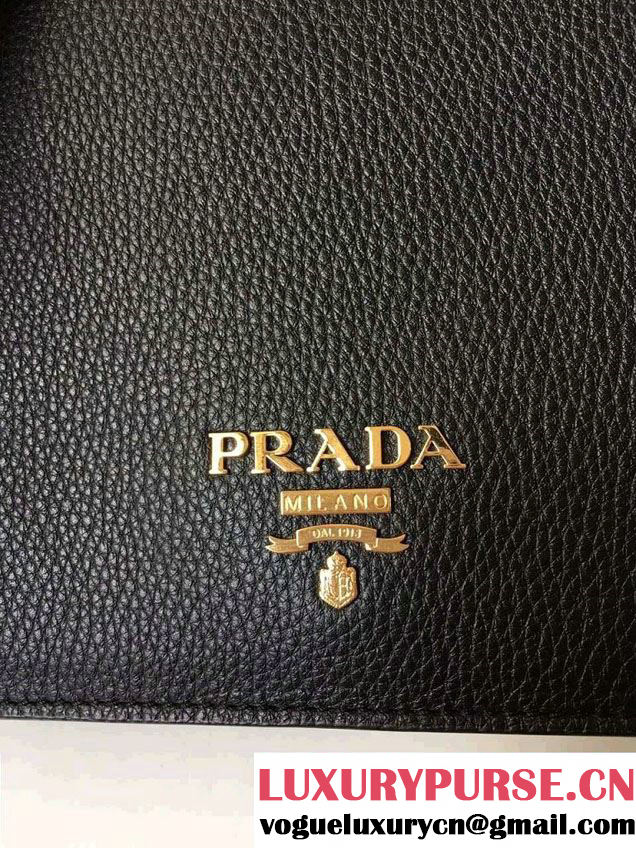 PRADA
MILANO
DAL 1913
LUXURYPURSE.CN
vogueluxurycn@gmail.com